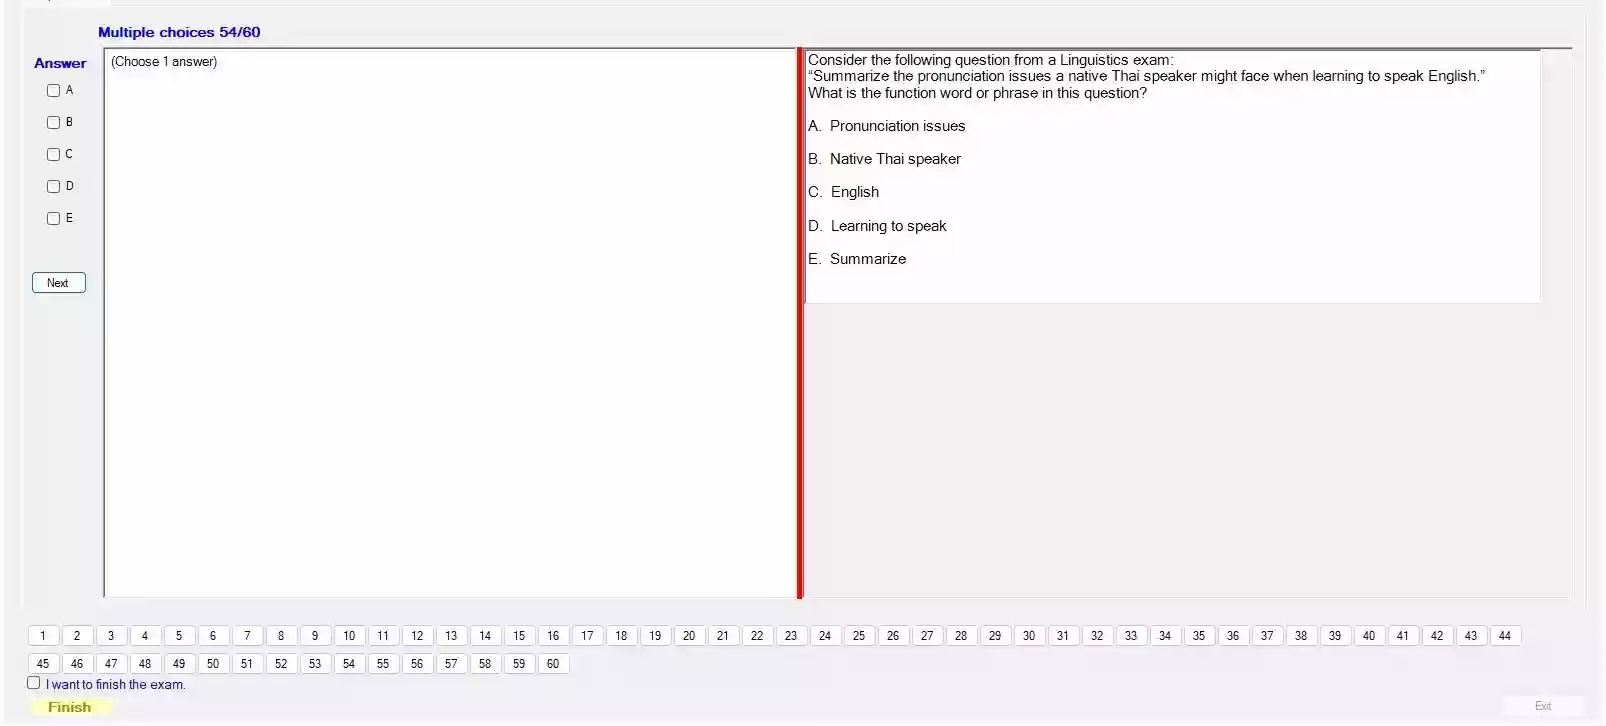 Multiple choices 54/60
Answer
(Choose 1 answer)
A
B
C
D
E
Next
Consider the following question from a Linguistics exam:
“Summarize the pronunciation issues a native Thai speaker might face when learning to speak English.”
What is the function word or phrase in this question?
A. Pronunciation issues
B. Native Thai speaker
C. English
D. Learning to speak
E. Summarize
1 2 3 4 5 6 7 8 9 10 11 12 13 14 15 16 17 18 19 20 21 22 23 24 25 26 27 28 29 30 31 32 33 34 35 36 37 38 39 40 41 42 43 44
45 46 47 48 49 50 51 52 53 54 55 56 57 58 59 60
I want to finish the exam.
Finish
Exit